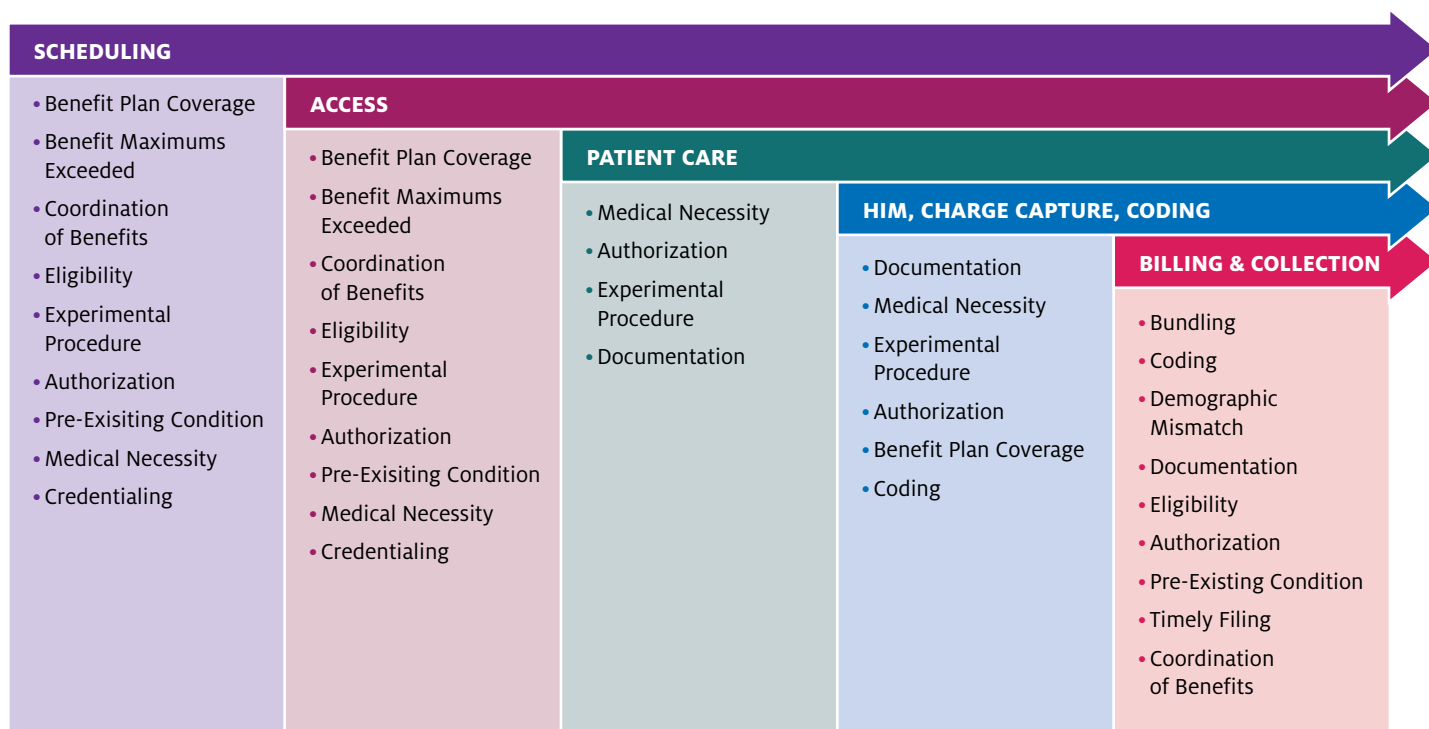 SCHEDULING
• Benefit Plan Coverage
• Benefit Maximums
Exceeded
• Coordination
of Benefits
• Eligibility
• Experimental
Procedure
• Authorization
• Pre-Exisiting Condition
• Medical Necessity
• Credentialing
ACCESS
• Benefit Plan Coverage
• Benefit Maximums
Exceeded
• Coordination
of Benefits
• Eligibility
• Experimental
Procedure
• Authorization
• Pre-Exisiting Condition
• Medical Necessity
• Credentialing
PATIENT CARE
• Medical Necessity
• Authorization
• Experimental
Procedure
• Documentation
HIM, CHARGE CAPTURE, CODING
• Documentation
• Medical Necessity
• Experimental
Procedure
• Authorization
• Benefit Plan Coverage
• Coding
BILLING & COLLECTION
• Bundling
• Coding
• Demographic
Mismatch
• Documentation
• Eligibility
• Authorization
• Pre-Existing Condition
• Timely Filing
• Coordination
of Benefits